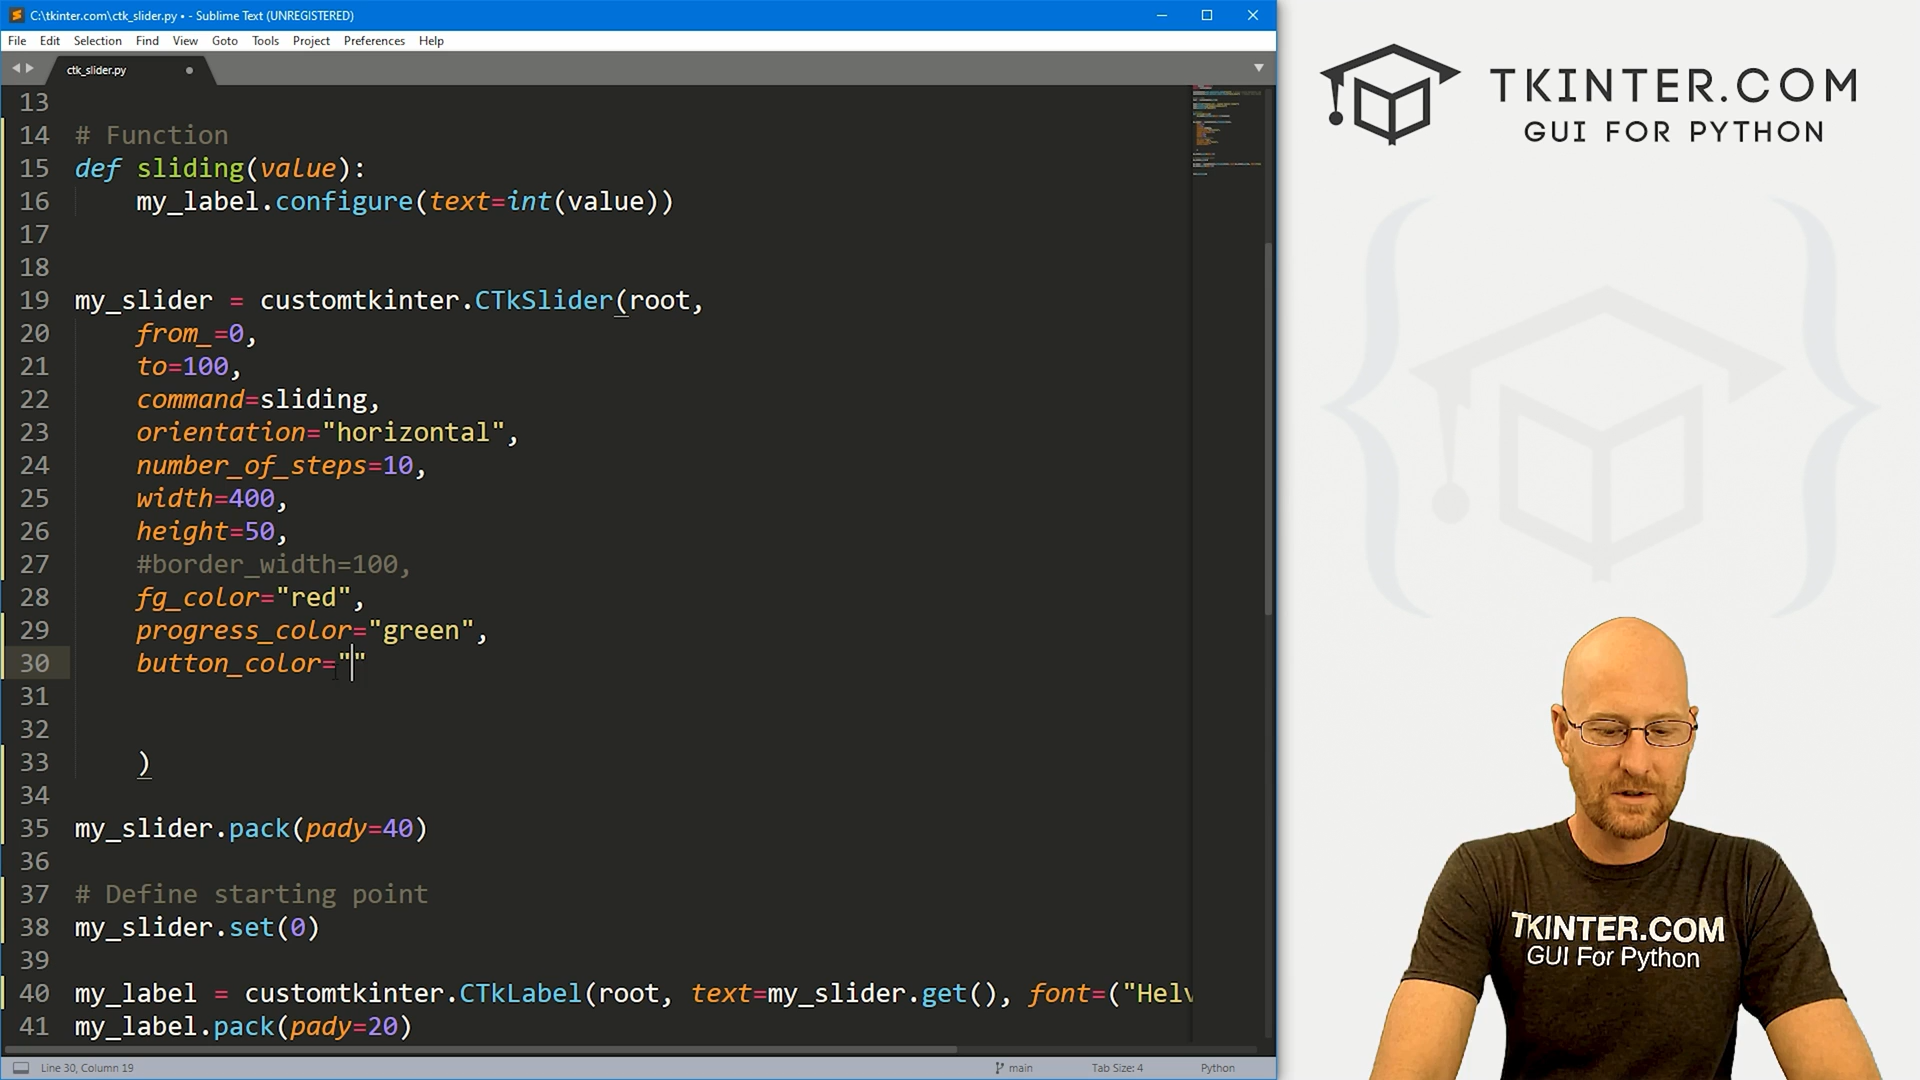 C:\tkinter.com\ctk_slider.py • - Sublime Text (UNREGISTERED)
File Edit Selection Find View Goto Tools Project Preferences Help
ctk_slider.py
13
14 # Function
15 def sliding(value):
16 my_label.configure(text=int(value))
17
18
19 my_slider = customtkinter.CTkSlider(root,
20 from_=0,
21 to=100,
22 command=sliding,
23 orientation="horizontal",
24 number_of_steps=10,
25 width=400,
26 height=50,
27 #border_width=100,
28 fg_color="red",
29 progress_color="green",
30 button_color=""
31
32
33 )
34
35 my_slider.pack(pady=40)
36
37 # Define starting point
38 my_slider.set(0)
39
40 my_label = customtkinter.CTkLabel(root, text=my_slider.get(), font=("Helv
41 my_label.pack(pady=20)
Line 30, Column 19
main
Tab Size: 4
Python
TKINTER.COM
GUI FOR PYTHON
TKINTER.COM
GUI For Python